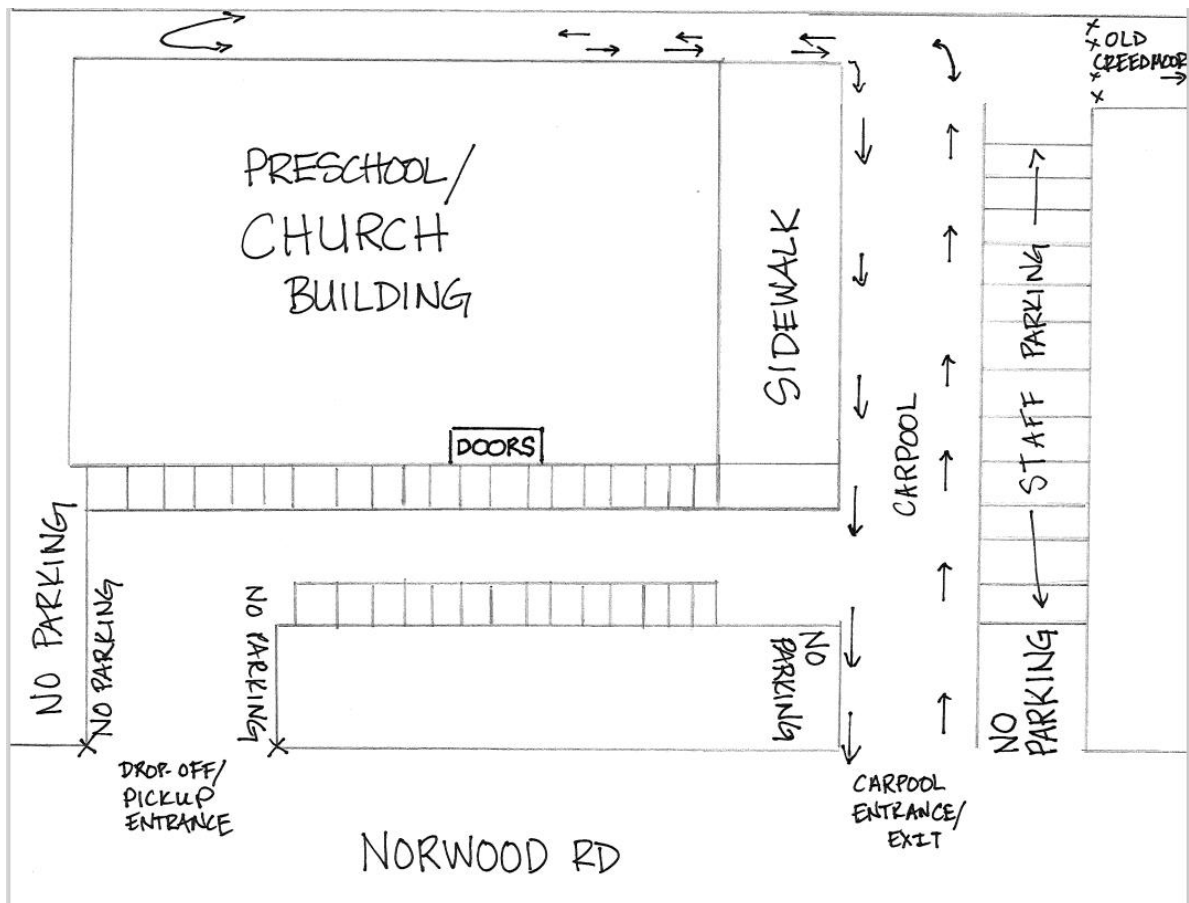 OLD
CREEDMOOR
PRESCHOOL/
CHURCH
BUILDING
SIDEWALK
CARPOOL
STAFF PARKING
DOORS
NO PARKING
NO PARKING
NO PARKING
NO
PARKING
NO
PARKING
DROP-OFF/
PICKUP
ENTRANCE
CARPOOL
ENTRANCE/
EXIT
NORWOOD RD